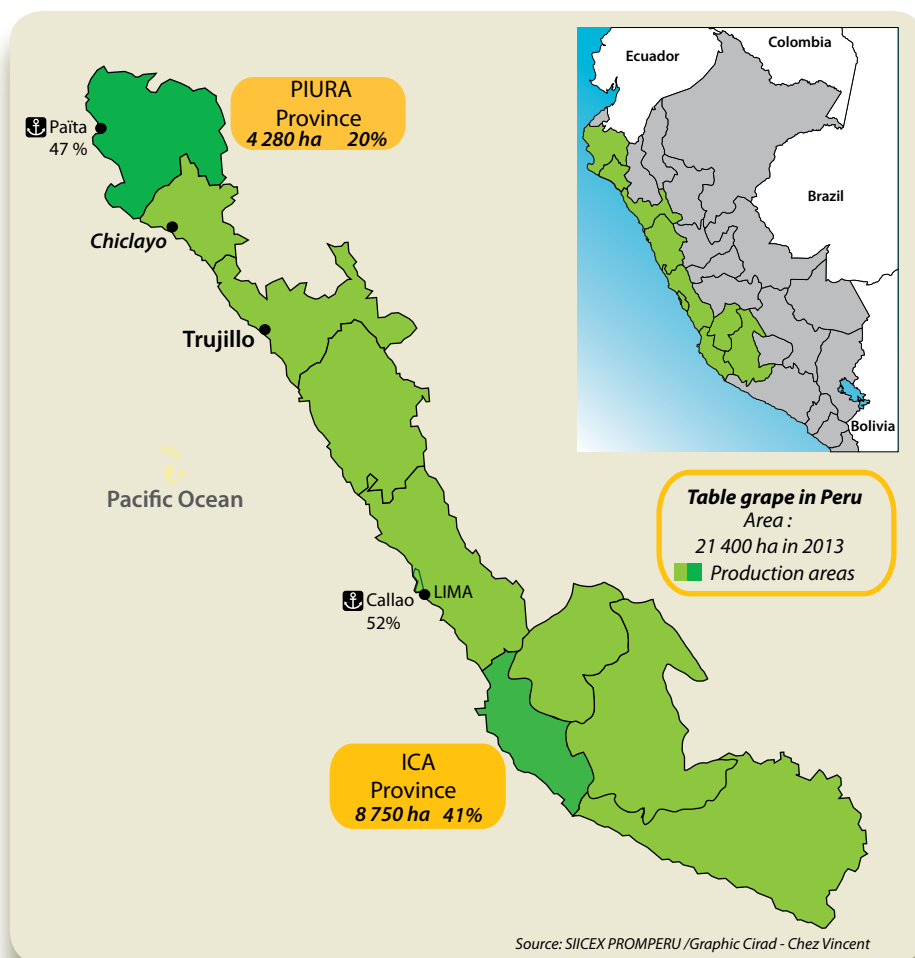 PIURA
Province
4 280 ha 20%
Païta
47 %
Chiclayo
Trujillo
Pacific Ocean
Callao
52%
LIMA
ICA
Province
8 750 ha 41%
Ecuador
Colombia
Brazil
Bolivia
Table grape in Peru
Area :
21 400 ha in 2013
Production areas
Source: SIICEX PROMPERU /Graphic Cirad - Chez Vincent